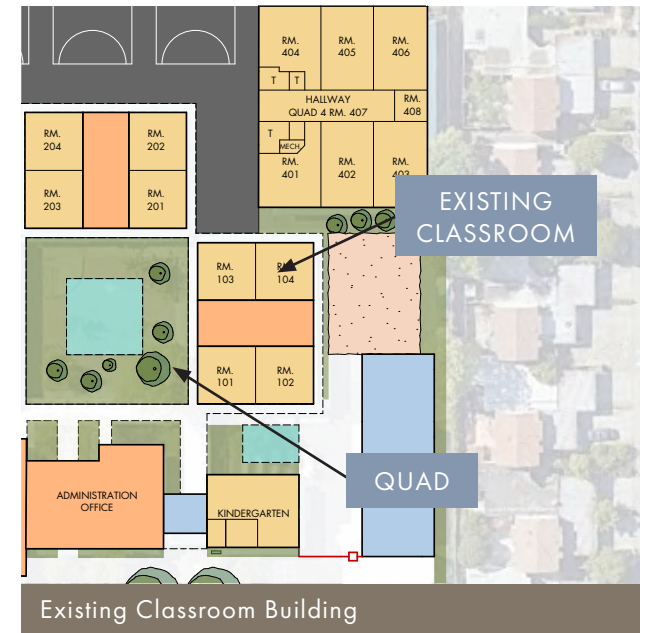 RM.
404
RM.
405
RM.
406
T
T
HALLWAY
QUAD 4 RM. 407
RM.
408
T
MECH.
RM.
401
RM.
402
RM.
403
RM.
204
RM.
202
RM.
203
RM.
201
EXISTING
CLASSROOM
RM.
103
RM.
104
RM.
101
RM.
102
QUAD
ADMINISTRATION
OFFICE
KINDERGARTEN
Existing Classroom Building